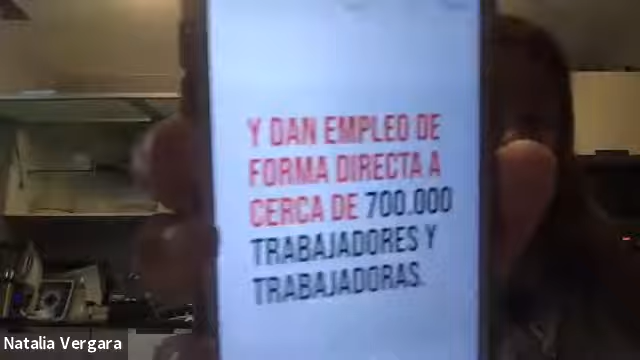 Y DAN EMPLEO DE
FORMA DIRECTA A
CERCA DE 700.000
TRABAJADORES Y
TRABAJADORAS.
Natalia Vergara